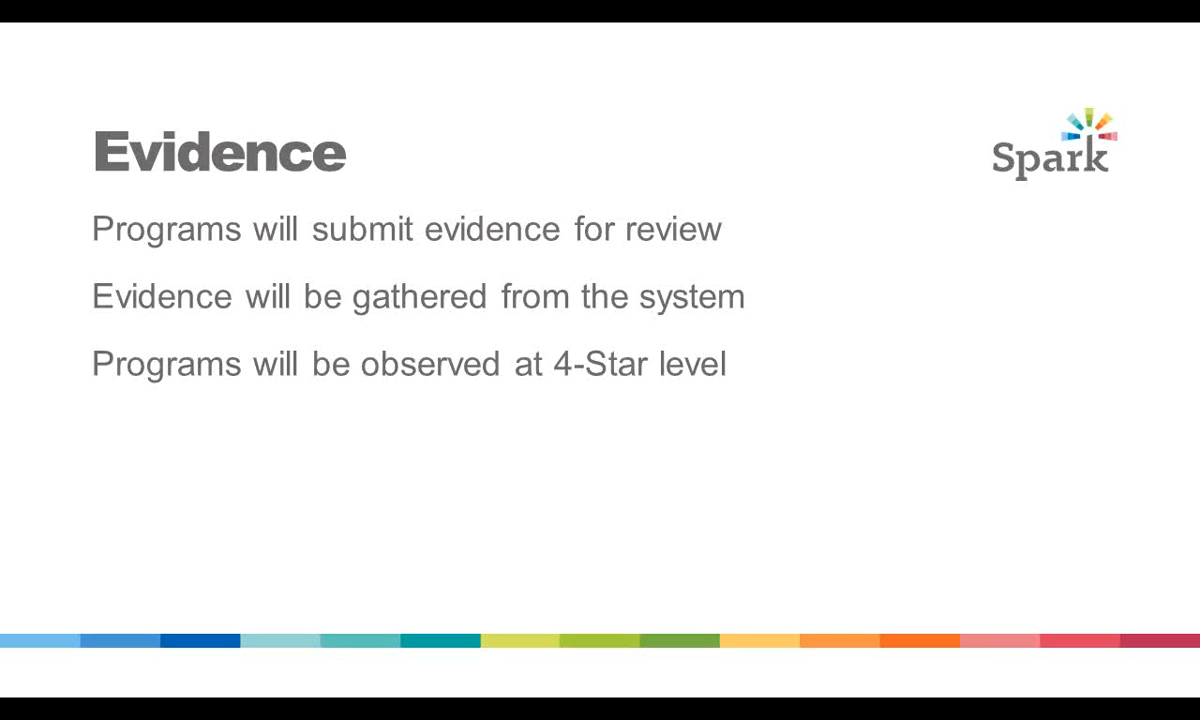 Evidence
Spark
Programs will submit evidence for review
Evidence will be gathered from the system
Programs will be observed at 4-Star level